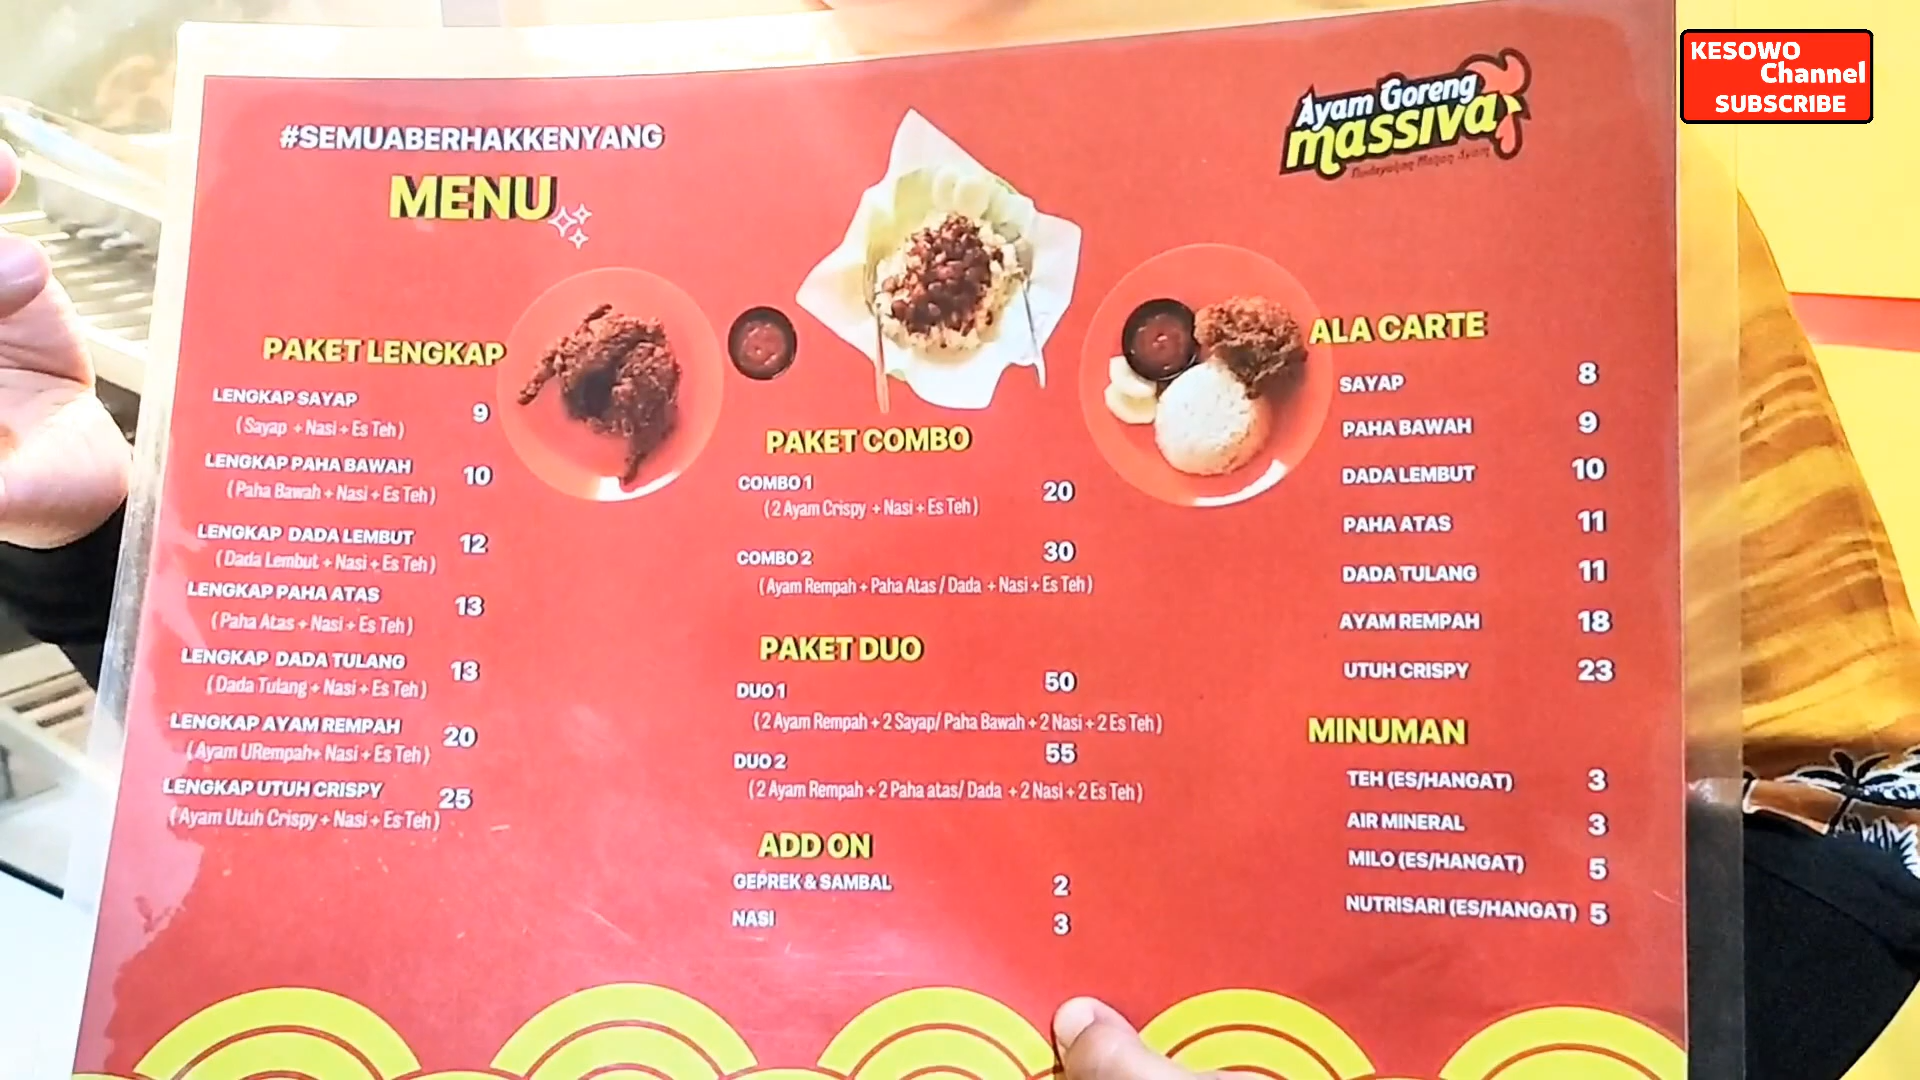 KESOWO
Channel
SUBSCRIBE
Ayam Goreng
massiva
#SEMUABERHAKKENYANG
MENU
PAKET LENGKAP
LENGKAP SAYAP 9
(Sayap + Nasi + Es Teh)
LENGKAP PAHA BAWAH 10
(Paha Bawah + Nasi + Es Teh)
LENGKAP DADA LEMBUT 12
(Dada Lembut + Nasi + Es Teh)
LENGKAP PAHA ATAS 13
(Paha Atas + Nasi + Es Teh)
LENGKAP DADA TULANG 13
(Dada Tulang + Nasi + Es Teh)
LENGKAP AYAM REMPAH 20
(Ayam URempah+ Nasi + Es Teh)
LENGKAP UTUH CRISPY 25
(Ayam Utuh Crispy + Nasi + Es Teh)
PAKET COMBO
COMBO 1 20
(2 Ayam Crispy + Nasi + Es Teh)
COMBO 2 30
(Ayam Rempah + Paha Atas / Dada + Nasi + Es Teh)
PAKET DUO
DUO 1 50
(2 Ayam Rempah + 2 Sayap/ Paha Bawah + 2 Nasi + 2 Es Teh)
DUO 2 55
(2 Ayam Rempah + 2 Paha atas/ Dada + 2 Nasi + 2 Es Teh)
ADD ON
GEPREK & SAMBAL 2
NASI 3
ALA CARTE
SAYAP 8
PAHA BAWAH 9
DADA LEMBUT 10
PAHA ATAS 11
DADA TULANG 11
AYAM REMPAH 18
UTUH CRISPY 23
MINUMAN
TEH (ES/HANGAT) 3
AIR MINERAL 3
MILO (ES/HANGAT) 5
NUTRISARI (ES/HANGAT) 5